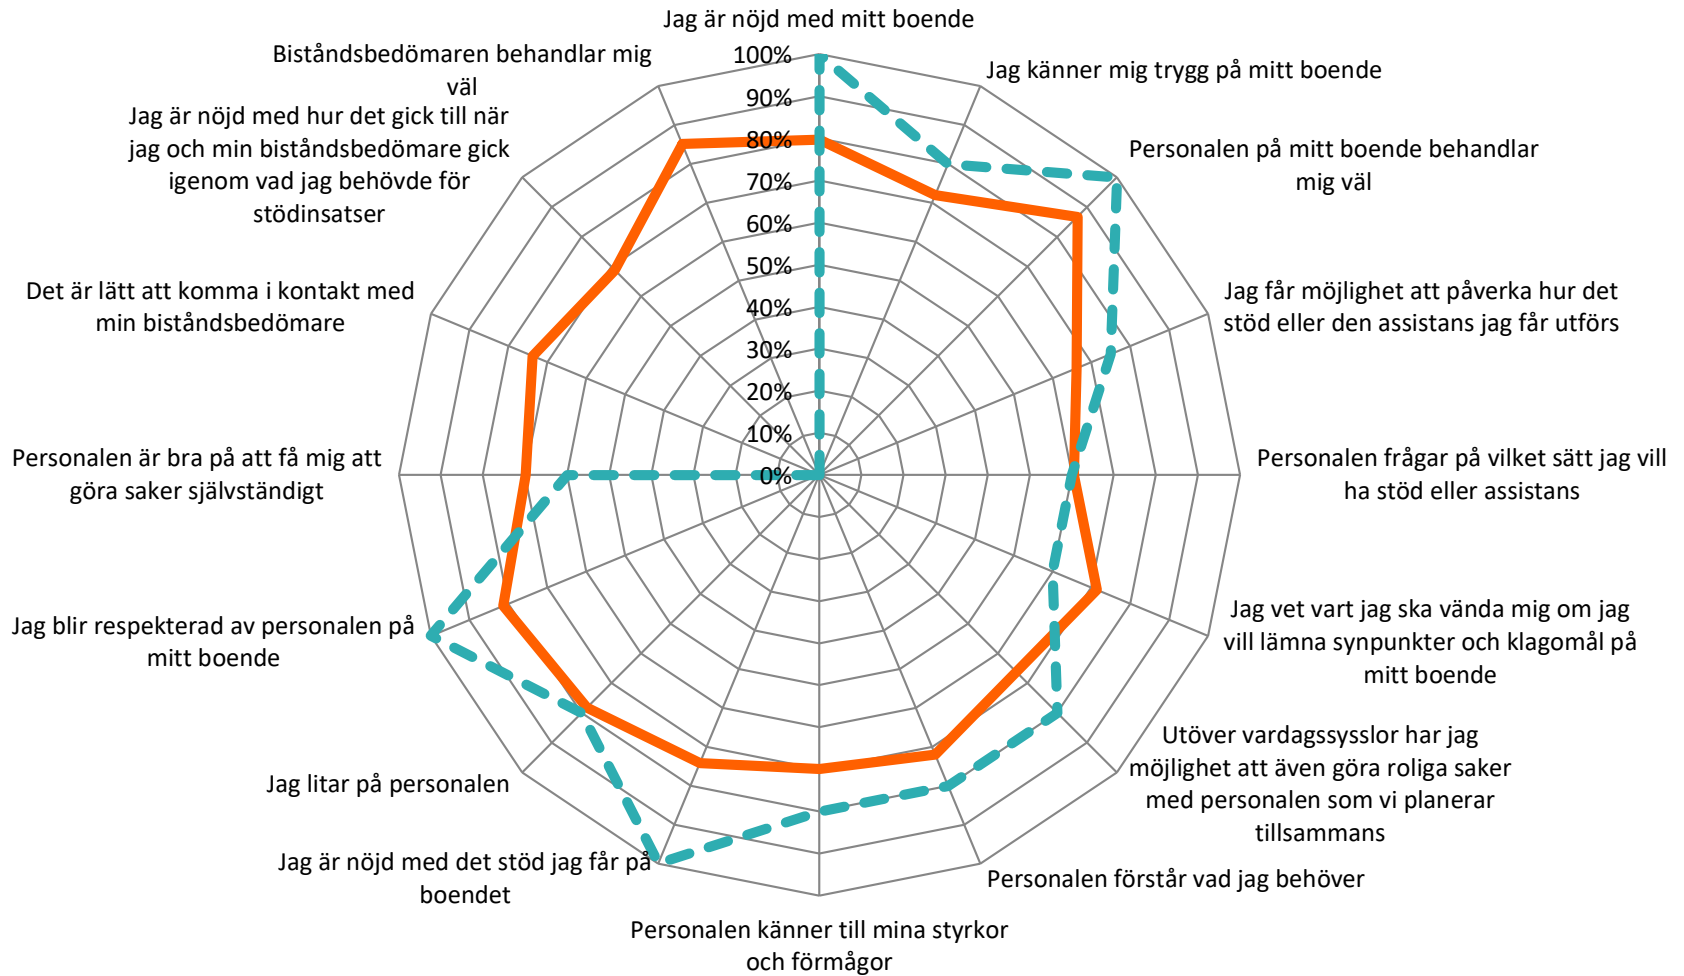 Jag är nöjd med mitt boende
Jag känner mig trygg på mitt boende
Personalen på mitt boende behandlar
mig väl
Jag får möjlighet att påverka hur det
stöd eller den assistans jag får utförs
Personalen frågar på vilket sätt jag vill
ha stöd eller assistans
Jag vet vart jag ska vända mig om jag
vill lämna synpunkter och klagomål på
mitt boende
Utöver vardagssysslor har jag
möjlighet att även göra roliga saker
med personalen som vi planerar
tillsammans
Personalen förstår vad jag behöver
Personalen känner till mina styrkor
och förmågor
Jag är nöjd med det stöd jag får på
boendet
Jag litar på personalen
Jag blir respekterad av personalen på
mitt boende
Personalen är bra på att få mig att
göra saker självständigt
Det är lätt att komma i kontakt med
min biståndsbedömare
Jag är nöjd med hur det gick till när
jag och min biståndsbedömare gick
igenom vad jag behövde för
stödinsatser
Biståndsbedömaren behandlar mig
väl
100%
90%
80%
70%
60%
50%
40%
30%
20%
10%
0%